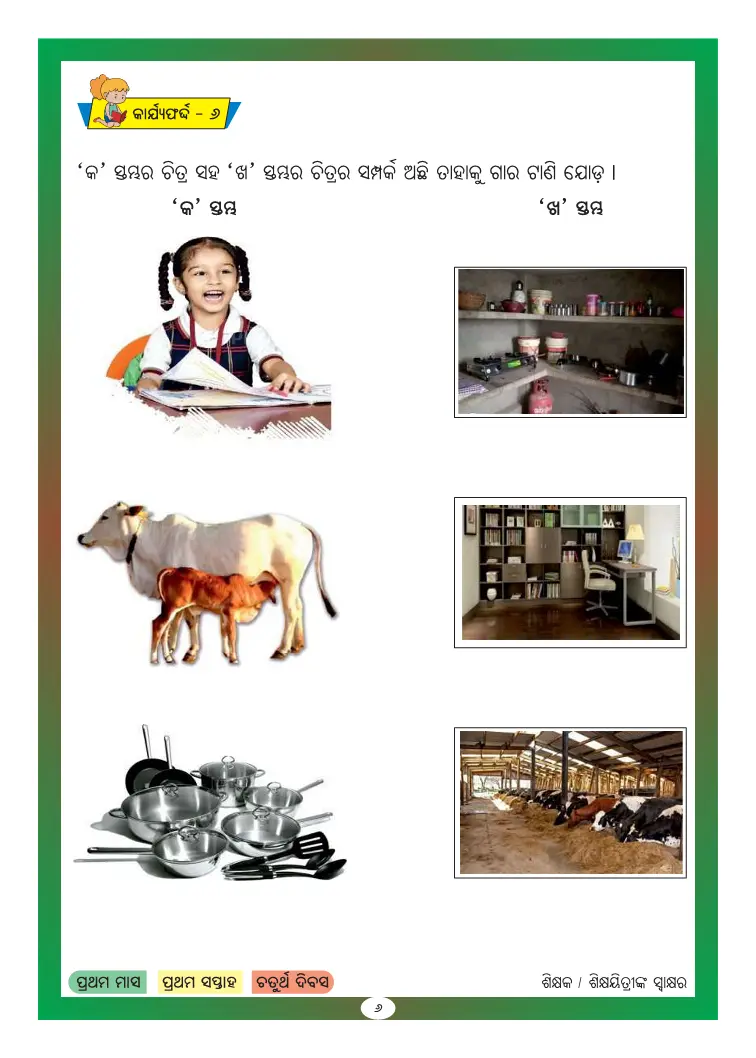 କାର୍ଯ୍ୟଫର୍ଦ୍ଦ – ୬
‘କ’ ସ୍ତମ୍ଭର ଚିତ୍ର ସହ ‘ଖ’ ସ୍ତମ୍ଭର ଚିତ୍ରର ସମ୍ପର୍କ ଅଛି ତାହାକୁ ଗାର ଟାଣି ଯୋଡ଼ ।
‘କ’ ସ୍ତମ୍ଭ ‘ଖ’ ସ୍ତମ୍ଭ
ପ୍ରଥମ ମାସ ପ୍ରଥମ ସପ୍ତାହ ଚତୁର୍ଥ ଦିବସ ଶିକ୍ଷକ / ଶିକ୍ଷୟିତ୍ରୀଙ୍କ ସ୍ୱାକ୍ଷର
୬